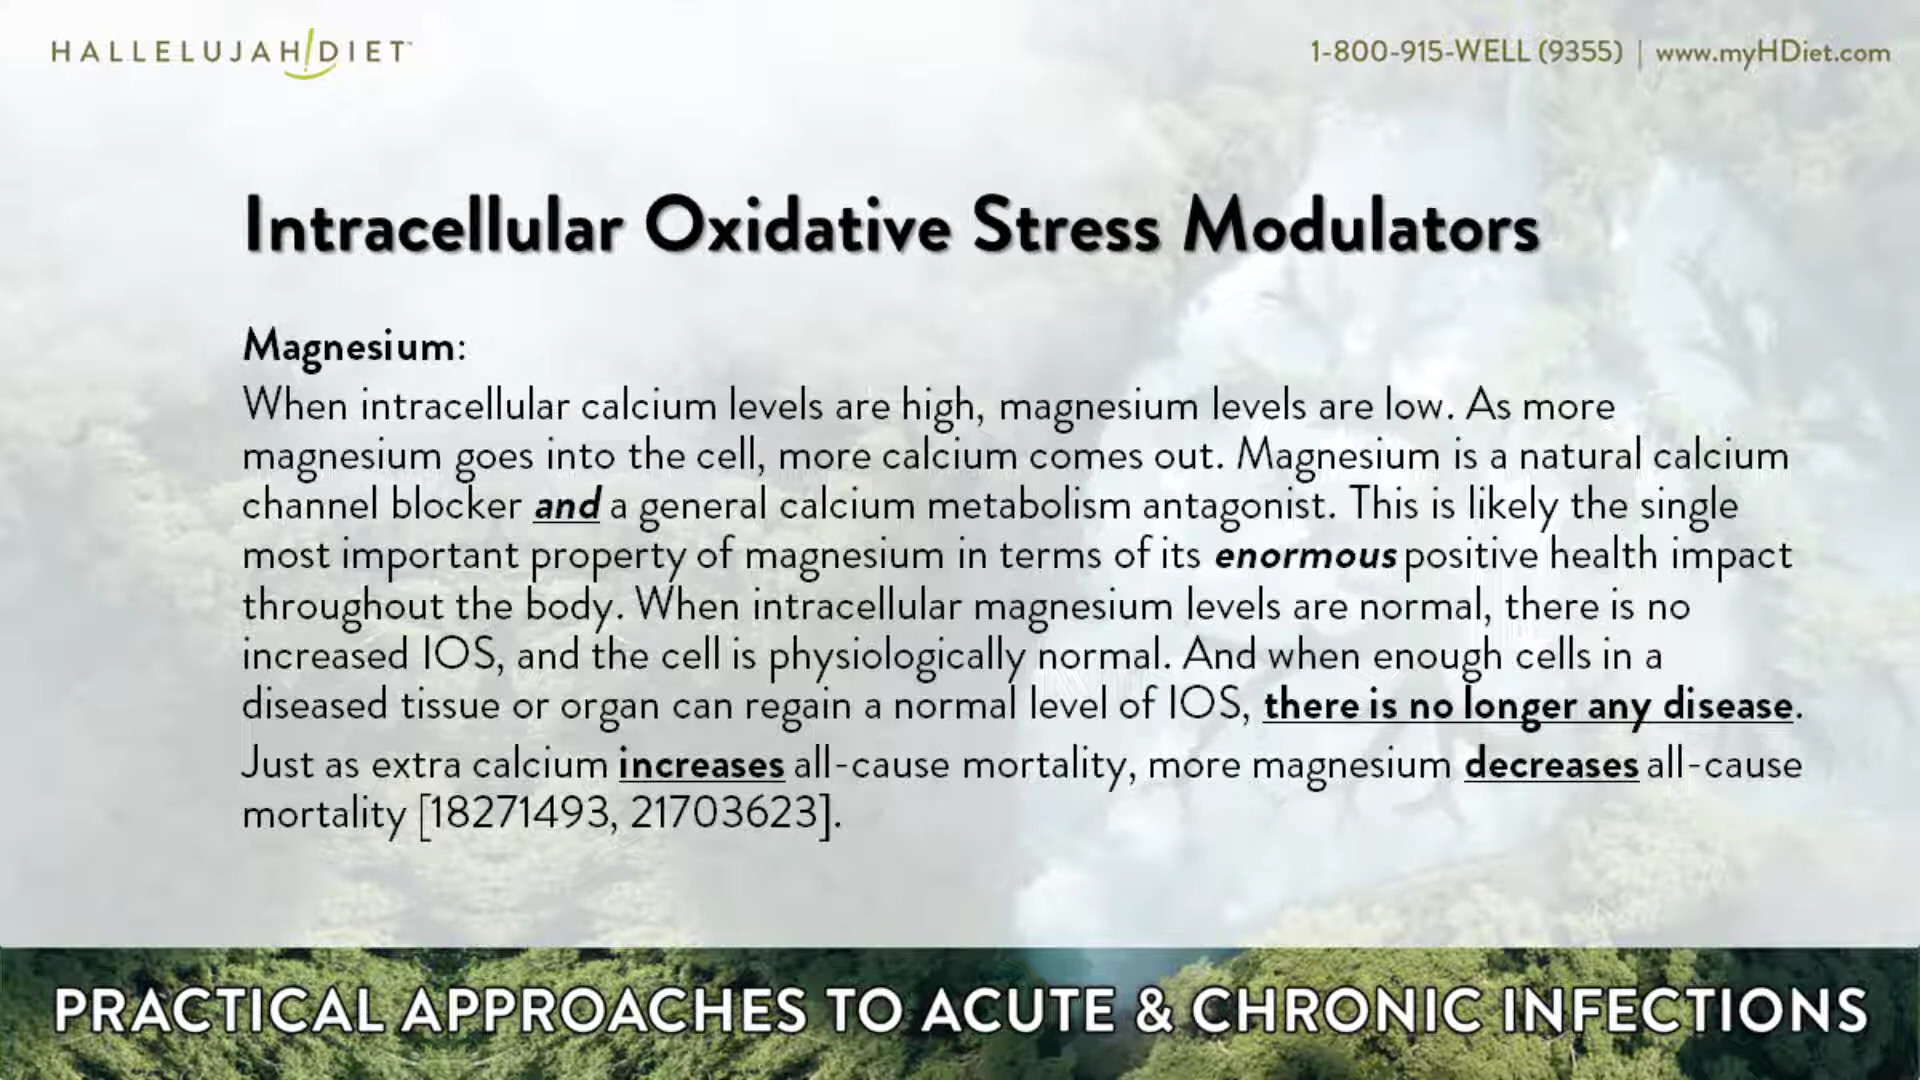 HALLELUJAH DIET
1-800-915-WELL (9355) | www.myHDiet.com
Intracellular Oxidative Stress Modulators
Magnesium:
When intracellular calcium levels are high, magnesium levels are low. As more
magnesium goes into the cell, more calcium comes out. Magnesium is a natural calcium
channel blocker and a general calcium metabolism antagonist. This is likely the single
most important property of magnesium in terms of its enormous positive health impact
throughout the body. When intracellular magnesium levels are normal, there is no
increased IOS, and the cell is physiologically normal. And when enough cells in a
diseased tissue or organ can regain a normal level of IOS, there is no longer any disease.
Just as extra calcium increases all-cause mortality, more magnesium decreases all-cause
mortality [18271493, 21703623].
PRACTICAL APPROACHES TO ACUTE & CHRONIC INFECTIONS